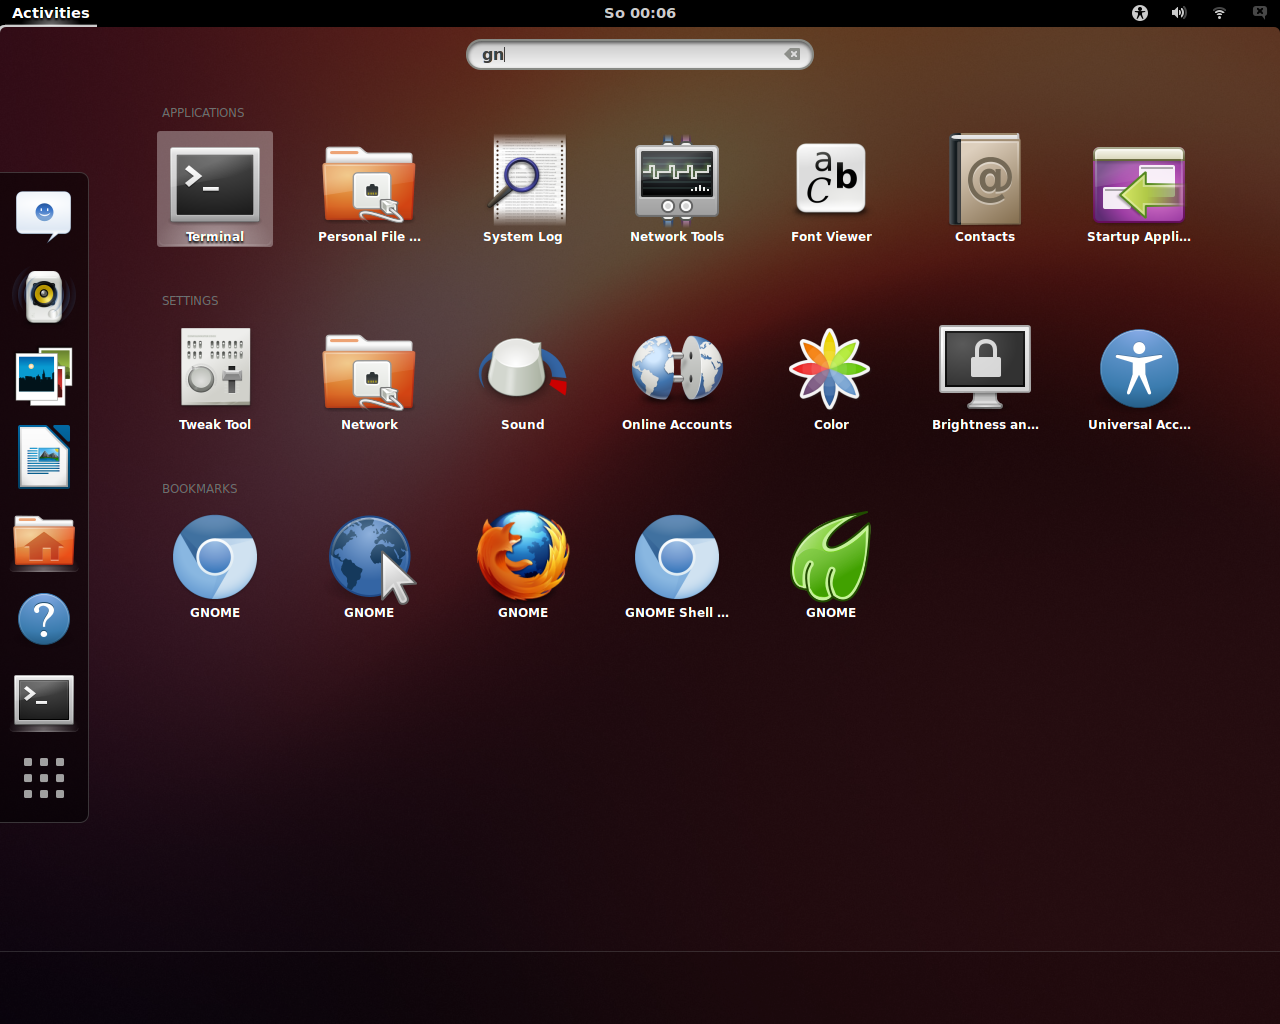 Activities So 00:06
gn
APPLICATIONS
Terminal Personal File ... System Log Network Tools Font Viewer Contacts Startup Appli...
SETTINGS
Tweak Tool Network Sound Online Accounts Color Brightness an... Universal Acc...
BOOKMARKS
GNOME GNOME GNOME GNOME Shell ... GNOME